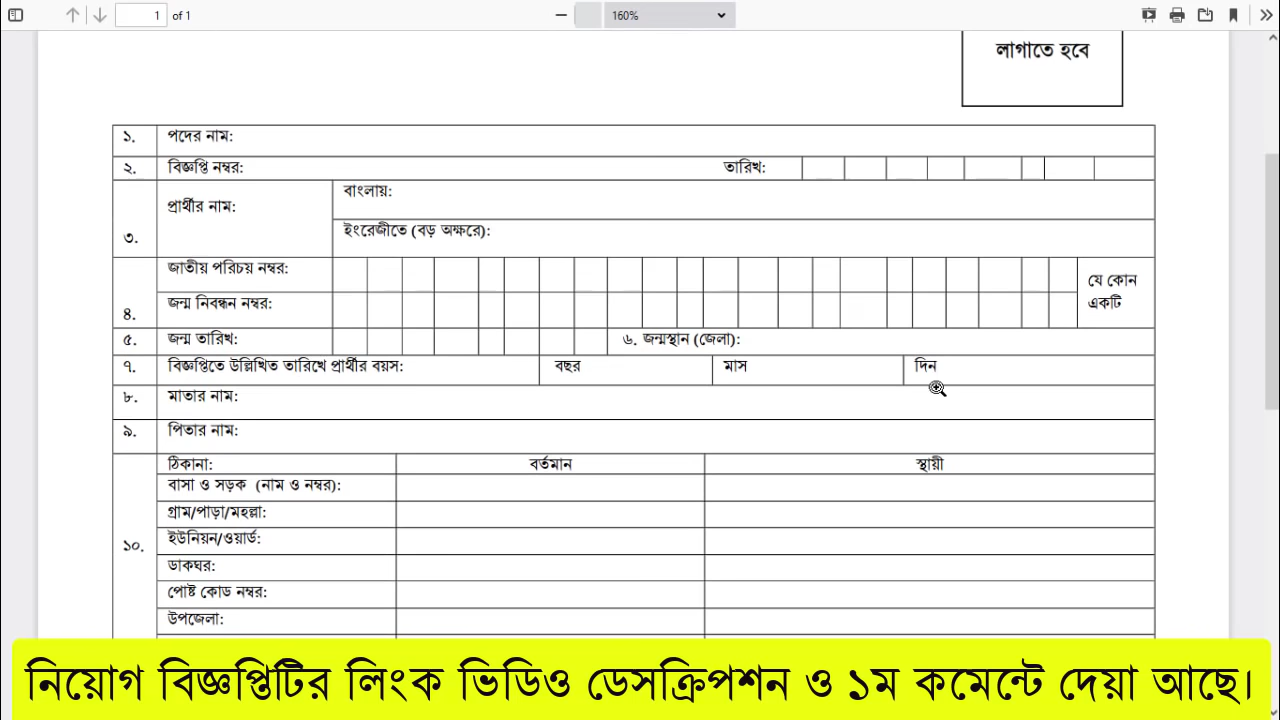 1 of 1 160%
লাগাতে হবে
১. পদের নাম:
২. বিজ্ঞপ্তি নম্বর: তারিখ:
৩. প্রার্থীর নাম: বাংলায়:
ইংরেজীতে (বড় অক্ষরে):
জাতীয় পরিচয় নম্বর: যে কোন
৪. জন্ম নিবন্ধন নম্বর: একটি
৫. জন্ম তারিখ: ৬. জন্মস্থান (জেলা):
৭. বিজ্ঞপ্তিতে উল্লিখিত তারিখে প্রার্থীর বয়স: বছর মাস দিন
৮. মাতার নাম:
৯. পিতার নাম:
ঠিকানা: বর্তমান স্থায়ী
বাসা ও সড়ক (নাম ও নম্বর):
গ্রাম/পাড়া/মহল্লা:
১০. ইউনিয়ন/ওয়ার্ড:
ডাকঘর:
পোষ্ট কোড নম্বর:
উপজেলা:
নিয়োগ বিজ্ঞপ্তিটির লিংক ভিডিও ডেসক্রিপশন ও ১ম কমেন্টে দেয়া আছে।